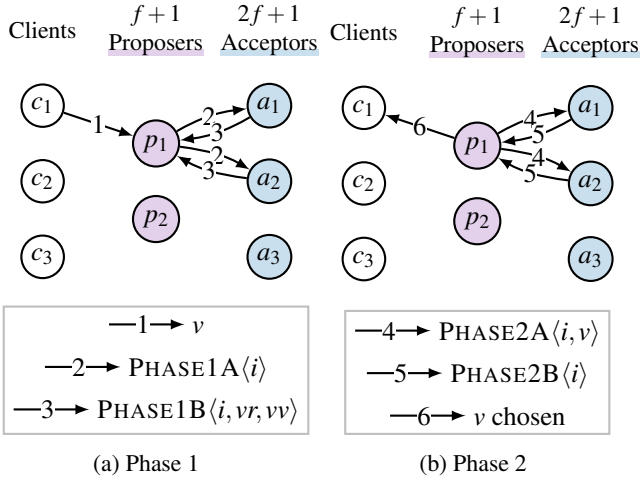 Clients f + 1 Proposers 2f + 1 Acceptors
c1 1 p1 2 3 a1
2 3
c2 a2
p2
c3 a3
1 v
2 PHASE1A⟨i⟩
3 PHASE1B⟨i, vr, vv⟩
(a) Phase 1
Clients f + 1 Proposers 2f + 1 Acceptors
c1 6 p1 4 5 a1
4 5
c2 a2
p2
c3 a3
4 PHASE2A⟨i, v⟩
5 PHASE2B⟨i⟩
6 v chosen
(b) Phase 2